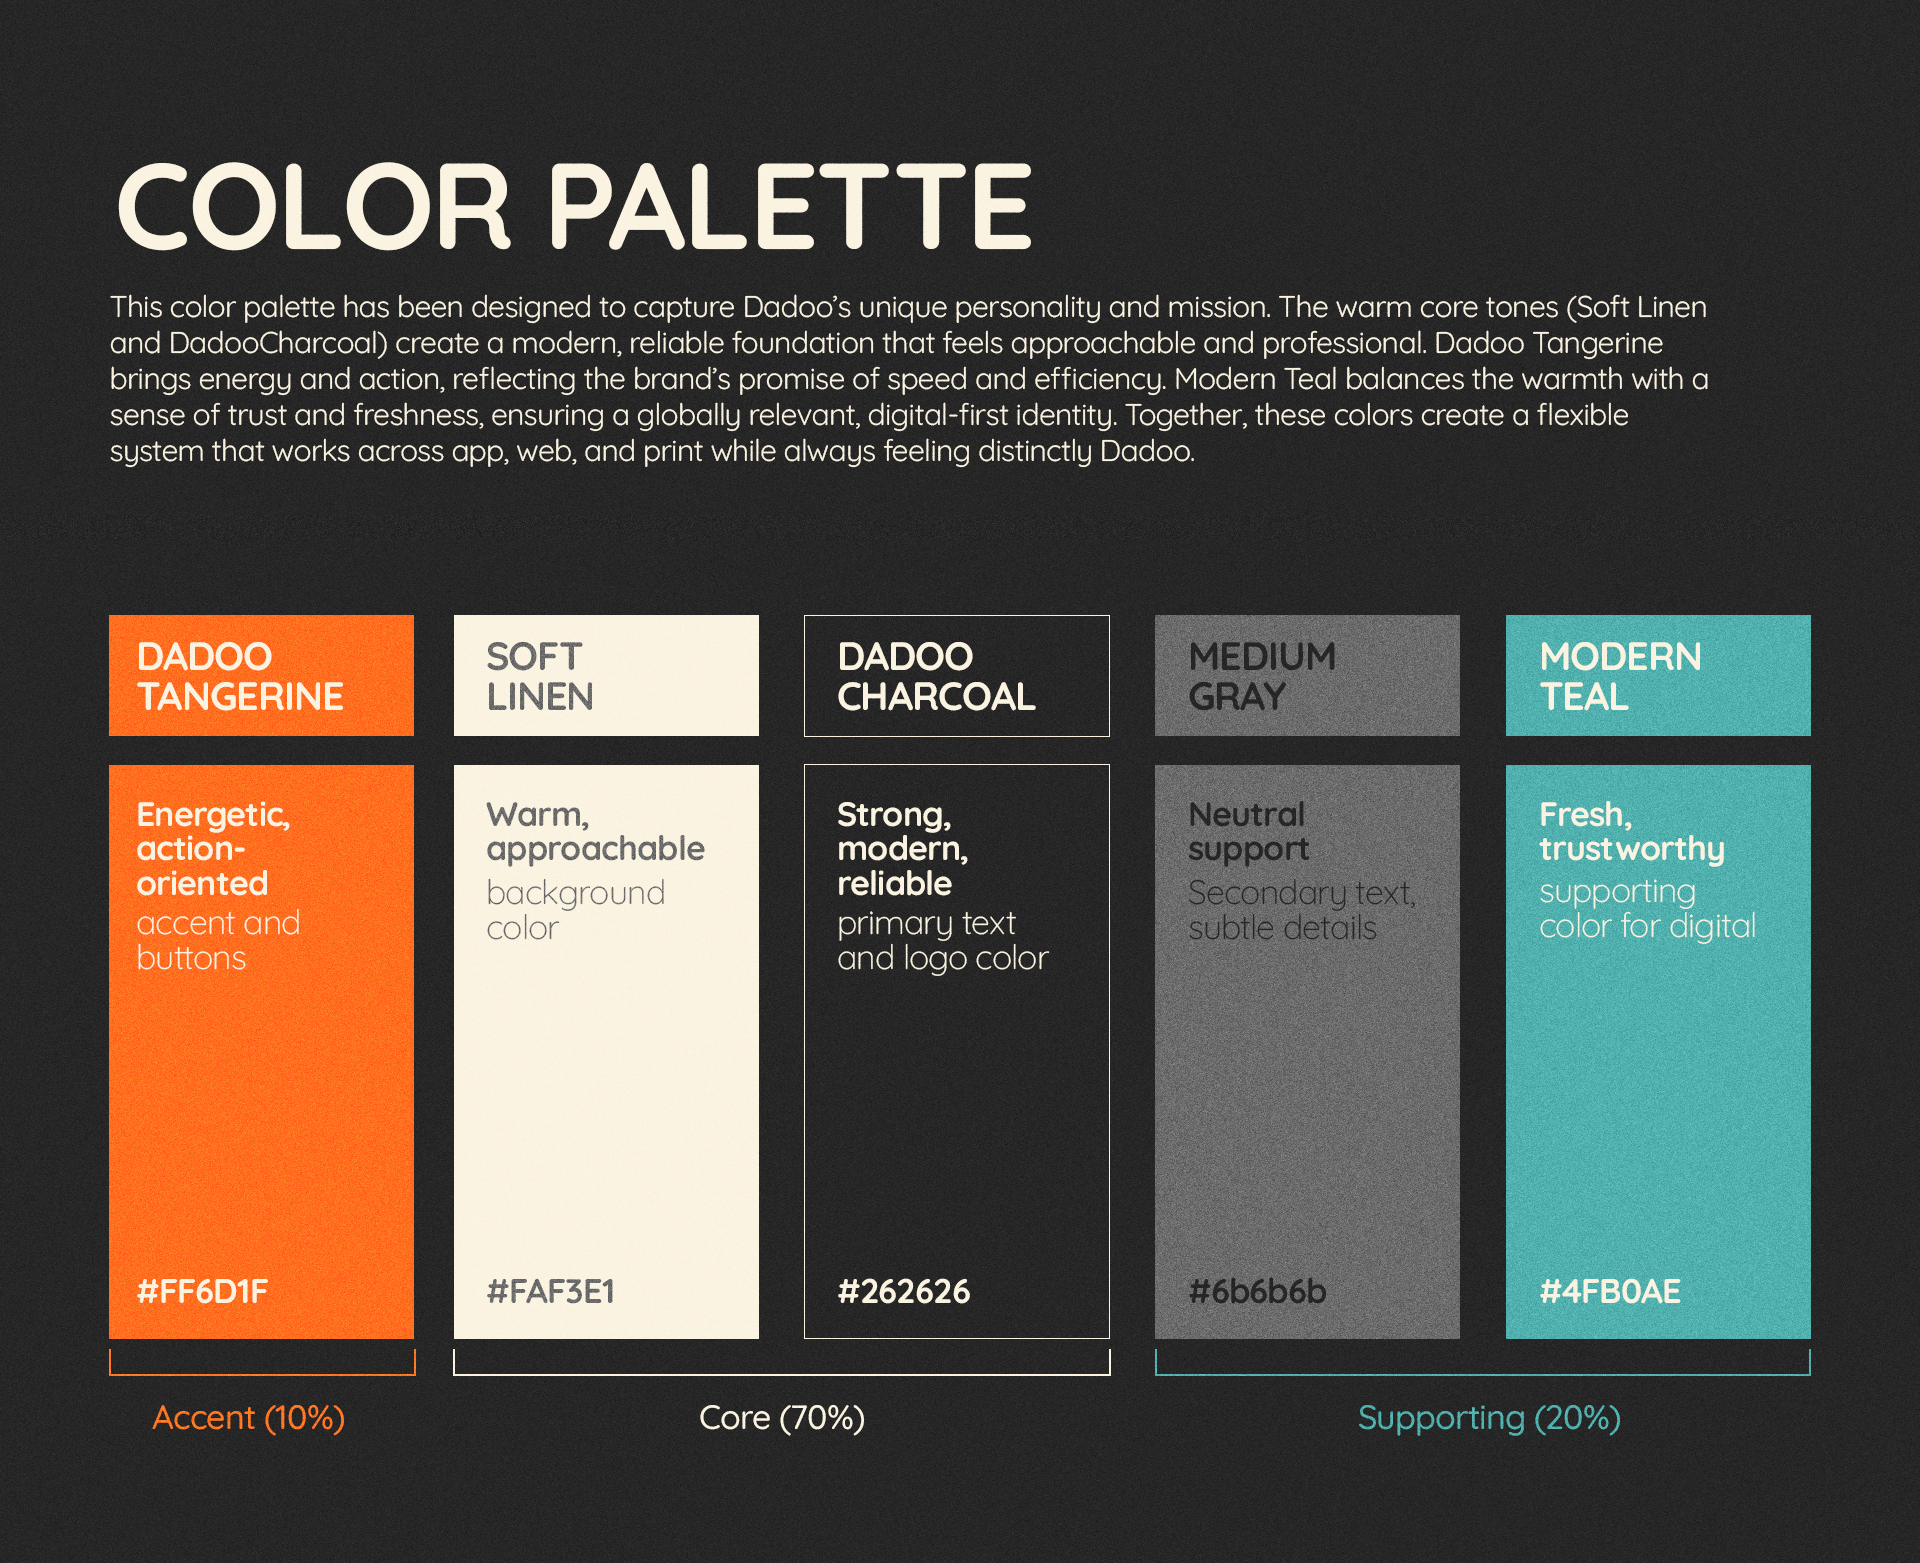 COLOR PALETTE
This color palette has been designed to capture Dadoo’s unique personality and mission. The warm core tones (Soft Linen
and DadooCharcoal) create a modern, reliable foundation that feels approachable and professional. Dadoo Tangerine
brings energy and action, reflecting the brand’s promise of speed and efficiency. Modern Teal balances the warmth with a
sense of trust and freshness, ensuring a globally relevant, digital-first identity. Together, these colors create a flexible
system that works across app, web, and print while always feeling distinctly Dadoo.
DADOO
TANGERINE
Energetic,
action-
oriented
accent and
buttons
#FF6D1F
SOFT
LINEN
Warm,
approachable
background
color
#FAF3E1
DADOO
CHARCOAL
Strong,
modern,
reliable
primary text
and logo color
#262626
MEDIUM
GRAY
Neutral
support
Secondary text,
subtle details
#6b6b6b
MODERN
TEAL
Fresh,
trustworthy
supporting
color for digital
#4FB0AE
Accent (10%)
Core (70%)
Supporting (20%)